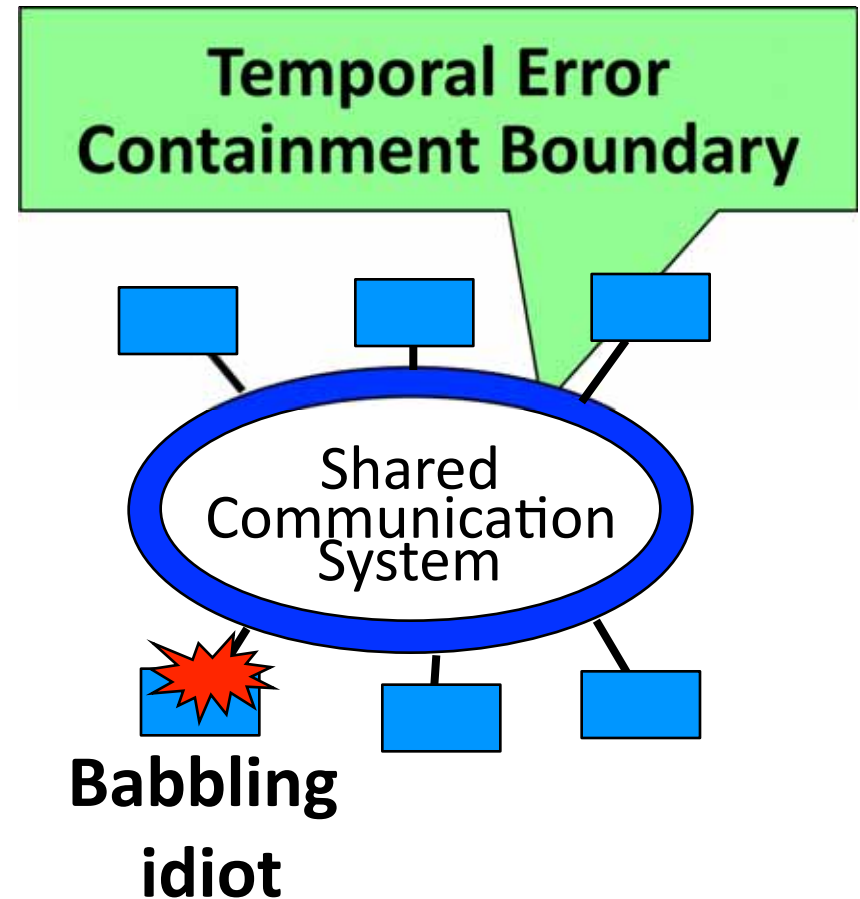 Temporal Error
Containment Boundary
Shared
Communication
System
Babbling
idiot